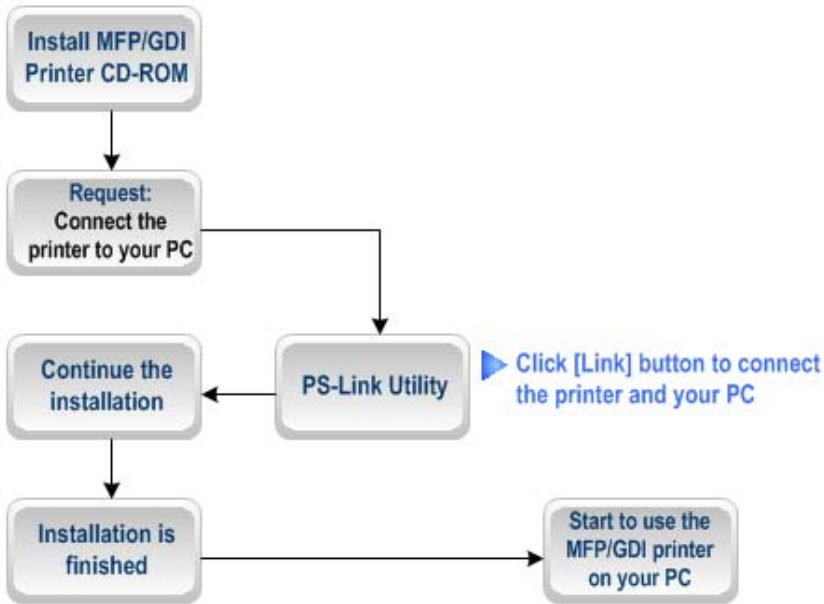 Install MFP/GDI
Printer CD-ROM
Request:
Connect the
printer to your PC
PS-Link Utility
Click [Link] button to connect
the printer and your PC
Continue the
installation
Installation is
finished
Start to use the
MFP/GDI printer
on your PC